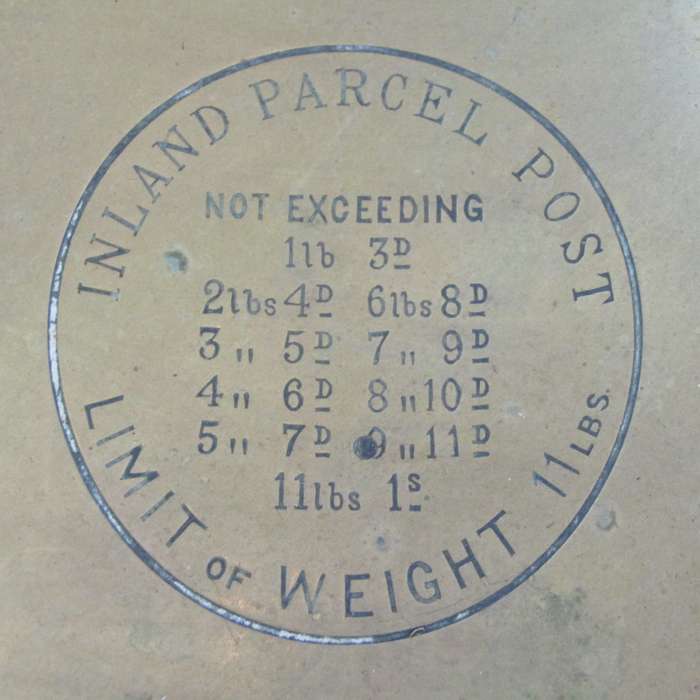 INLAND PARCEL POST
NOT EXCEEDING
1lb 3D
2lbs 4D 6lbs 8D
3 " 5D 7 " 9D
4 " 6D 8 " 10D
5 " 7D 9 " 11D
11lbs 1s
LIMIT OF WEIGHT 11LBS.